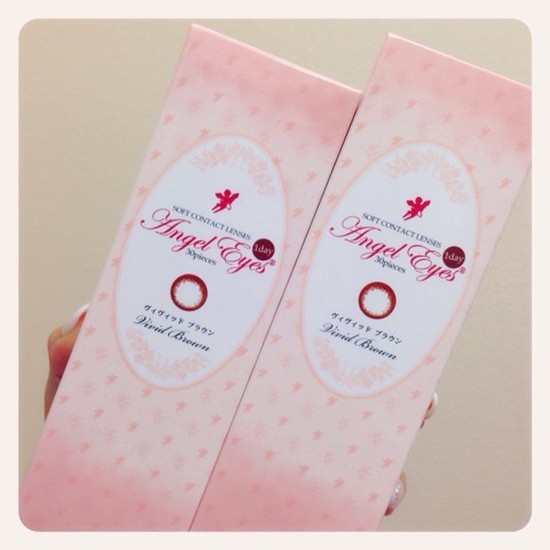 SOFT CONTACT LENSES
Angel Eyes®
1day
30pieces
ヴィヴィッド ブラウン
Vivid Brown
SOFT CONTACT LENSES
Angel Eyes®
1day
30pieces
ヴィヴィッド ブラウン
Vivid Brown